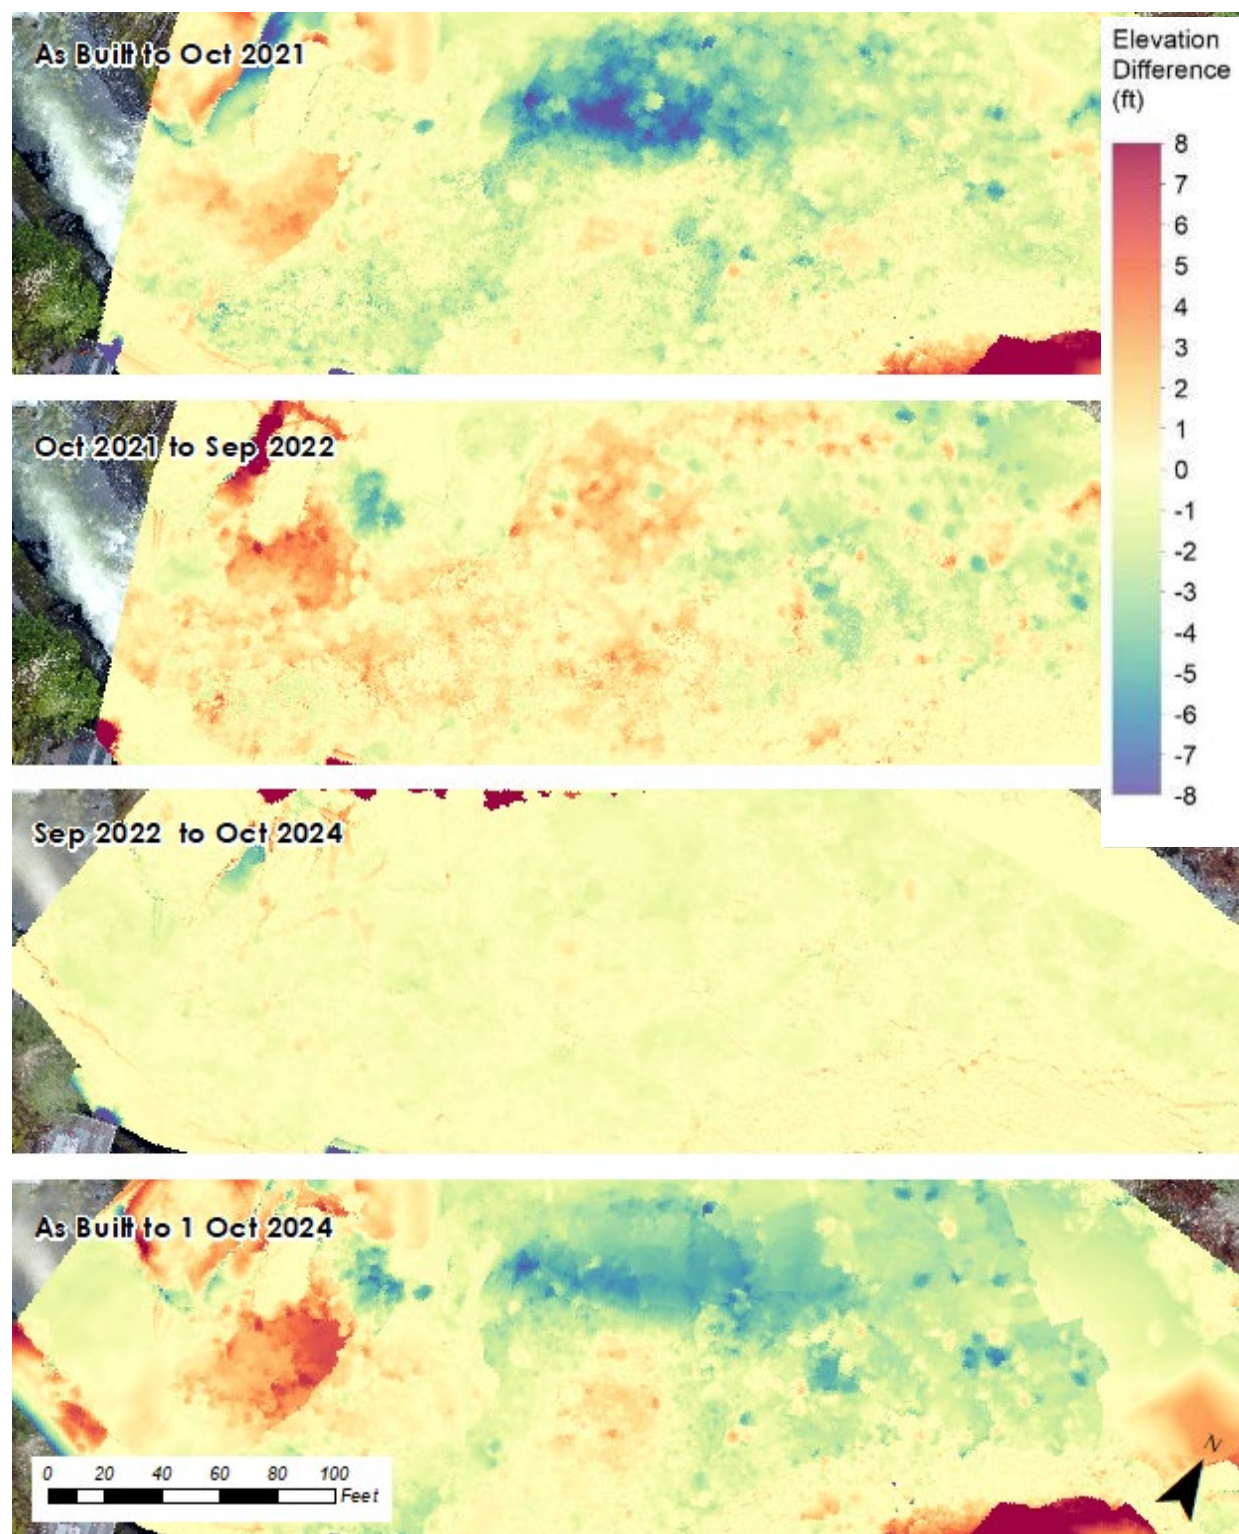 As Built to Oct 2021
Elevation
Difference
(ft)
8
7
6
5
4
3
2
1
0
-1
-2
-3
-4
-5
-6
-7
-8
Oct 2021 to Sep 2022
Sep 2022 to Oct 2024
As Built to 1 Oct 2024
0 20 40 60 80 100
Feet
N